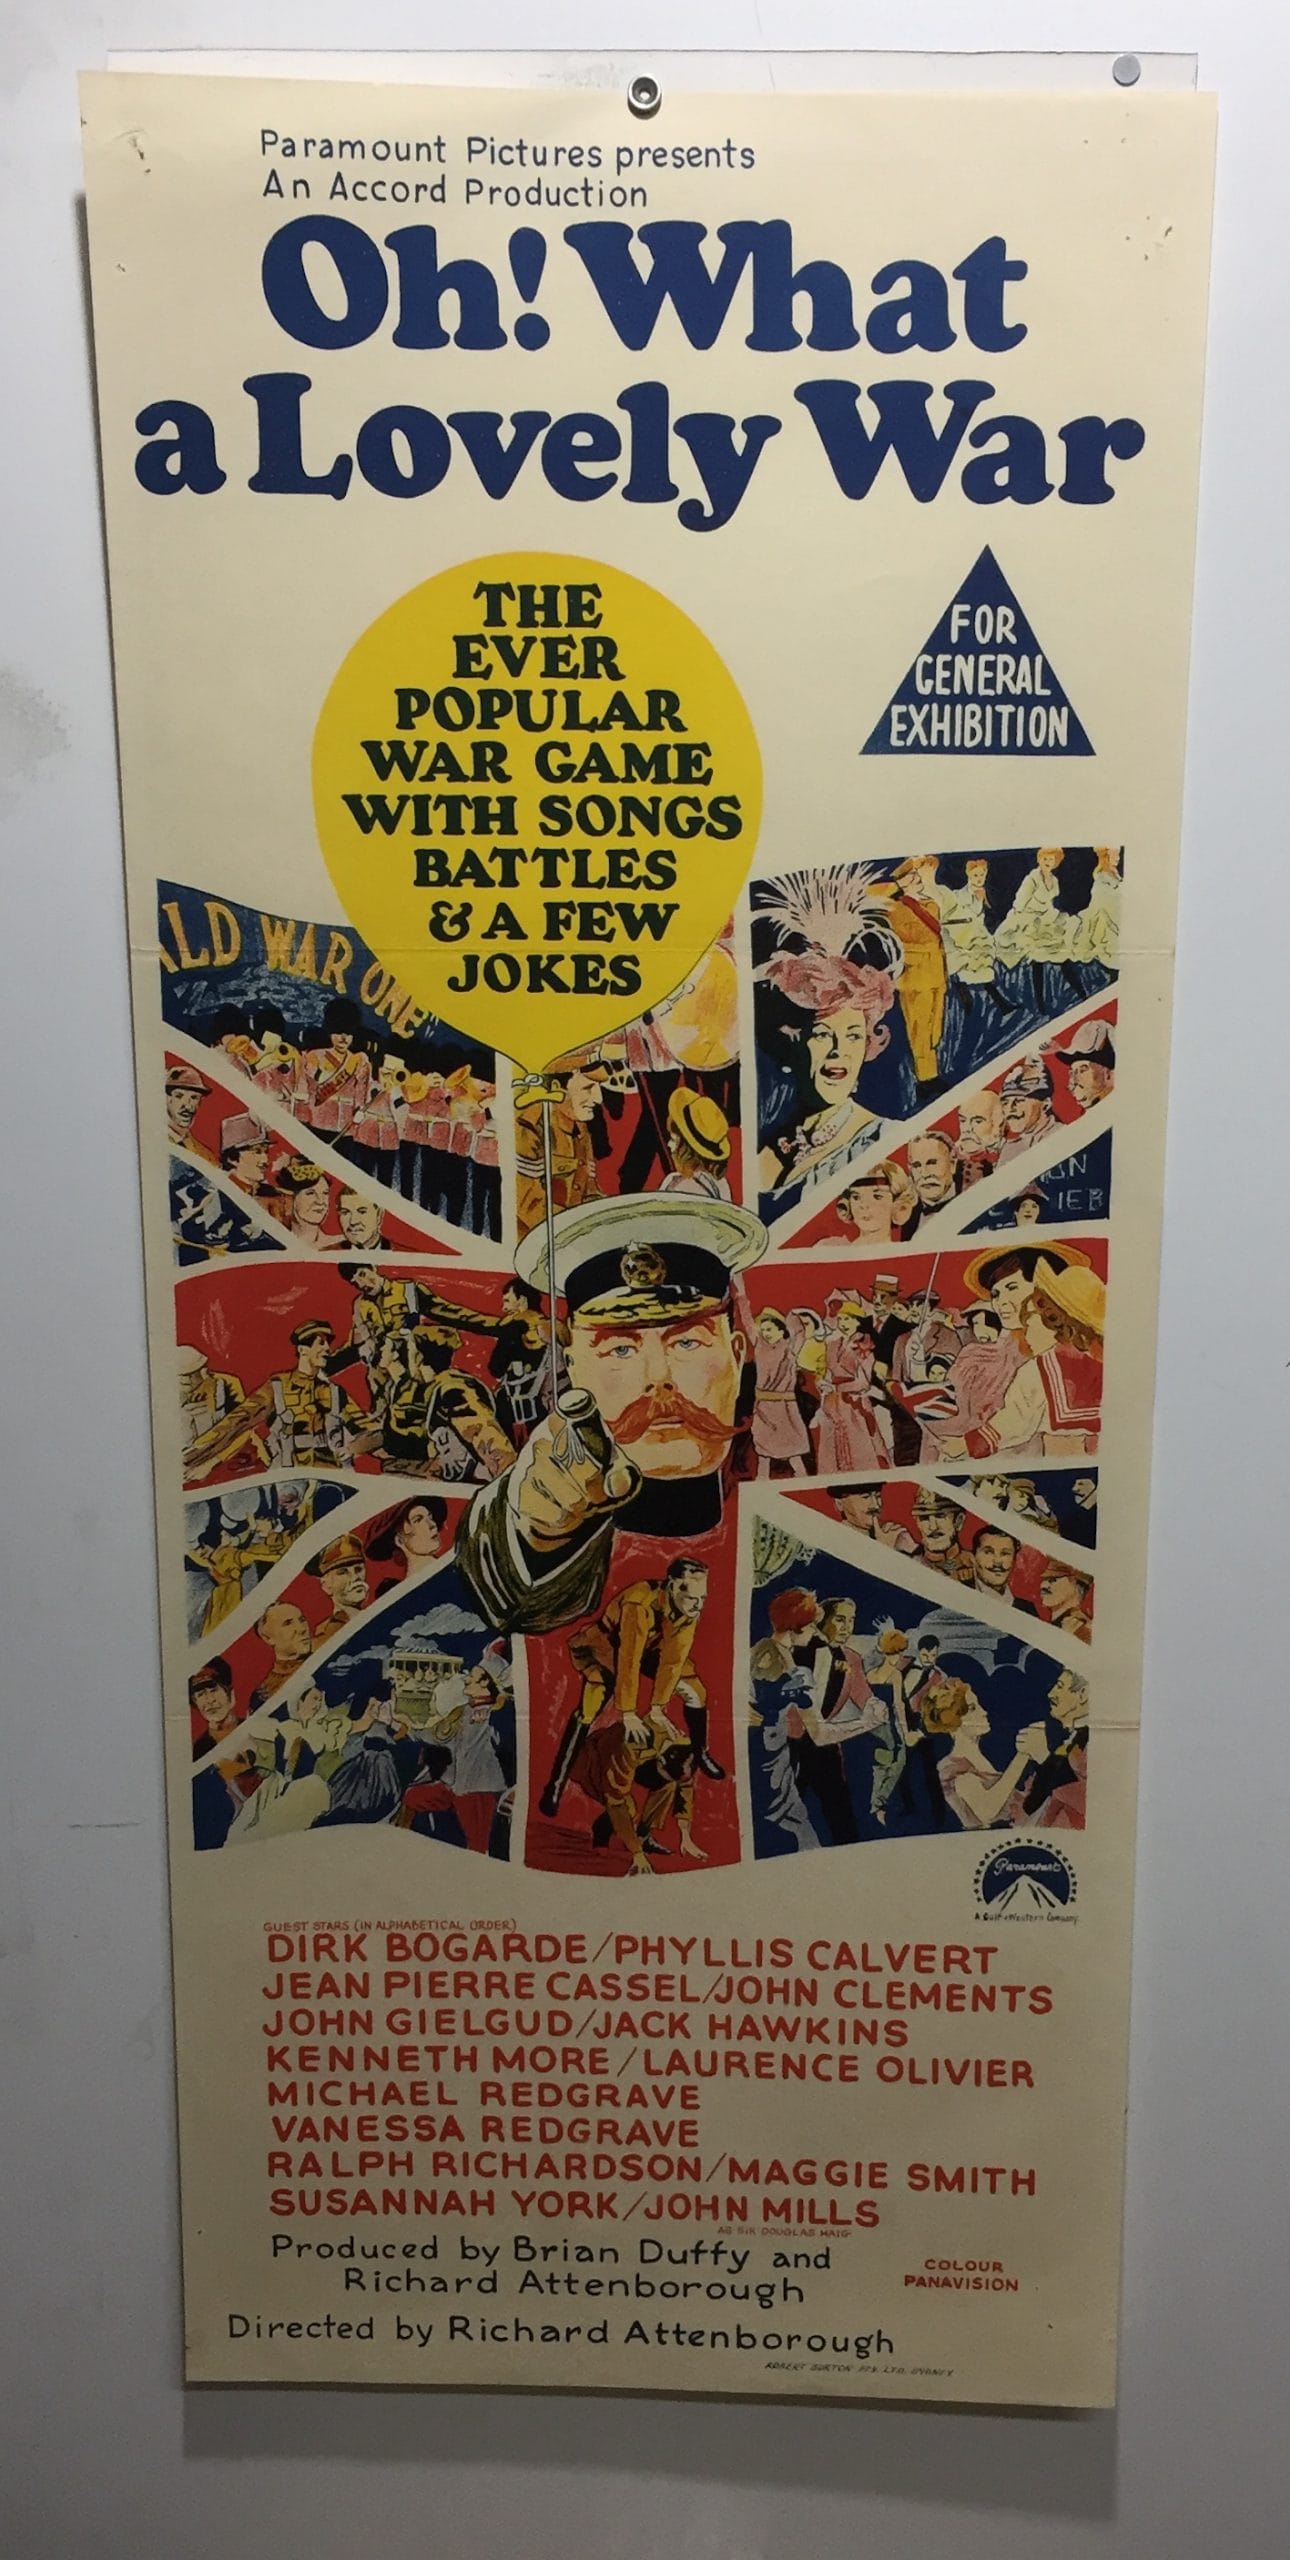 Paramount Pictures presents
An Accord Production
Oh! What
a Lovely War
THE
EVER
POPULAR
WAR GAME
WITH SONGS
BATTLES
& A FEW
JOKES
FOR
GENERAL
EXHIBITION
LD WAR ONE"
IEB
Paramount
A Gulf+Western Company
GUEST STARS (IN ALPHABETICAL ORDER)
DIRK BOGARDE/PHYLLIS CALVERT
JEAN PIERRE CASSEL/JOHN CLEMENTS
JOHN GIELGUD/JACK HAWKINS
KENNETH MORE/LAURENCE OLIVIER
MICHAEL REDGRAVE
VANESSA REDGRAVE
RALPH RICHARDSON/MAGGIE SMITH
SUSANNAH YORK/JOHN MILLS
AS SIR DOUGLAS HAIG
Produced by Brian Duffy and
Richard Attenborough
COLOUR
PANAVISION
Directed by Richard Attenborough
ROBERT BURTON PTY. LTD. SYDNEY